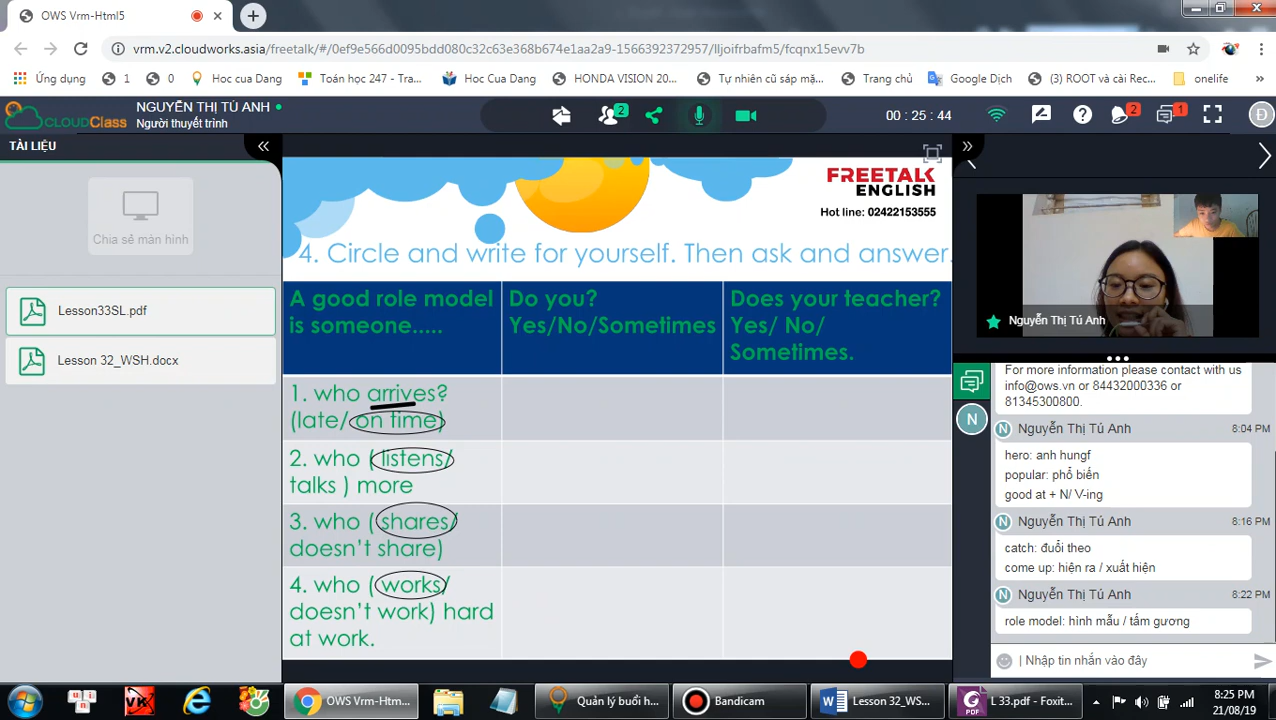 OWS Vrm-Html5
vrm.v2.cloudworks.asia/freetalk/#/0ef9e566d0095bdd080c32c63e368b674e1aa2a9-1566392372957/lljoifrbafm5/fcqnx15evv7b
Ứng dụng
1
0
Học cua Dang
Toán học 247 - Tra...
Học Cua Dang
HONDA VISION 20...
Tự nhiên cũ sáp mặ...
Trang chủ
Google Dịch
(3) ROOT và cài Rec...
onelife
»
CLOUDClass
NGUYỄN THỊ TÚ ANH
Người thuyết trình
2
00 : 25 : 44
2
1
Đ
TÀI LIỆU
Chia sẻ màn hình
Lesson33SL.pdf
Lesson 32_WSH.docx
FREETALK
ENGLISH
Hot line: 02422153555
4. Circle and write for yourself. Then ask and answer.
A good role model is someone.....
Do you? Yes/No/Sometimes
Does your teacher? Yes/ No/ Sometimes.
1. who arrives?
(late/ on time)
2. who ( listens/
talks ) more
3. who ( shares/
doesn't share)
4. who ( works/
doesn't work) hard
at work.
Nguyễn Thị Tú Anh
For more information please contact with us
info@ows.vn or 84432000336 or
81345300800.
N
N Nguyễn Thị Tú Anh 8:04 PM
hero: anh hungf
popular: phổ biến
good at + N/ V-ing
N Nguyễn Thị Tú Anh 8:16 PM
catch: đuổi theo
come up: hiện ra / xuất hiện
N Nguyễn Thị Tú Anh 8:22 PM
role model: hình mẫu / tấm gương
Nhập tin nhắn vào đây
OWS Vrm-Htm...
Quản lý buổi h...
Bandicam
Lesson 32_WS...
L 33.pdf - Foxit...
8:25 PM
21/08/19